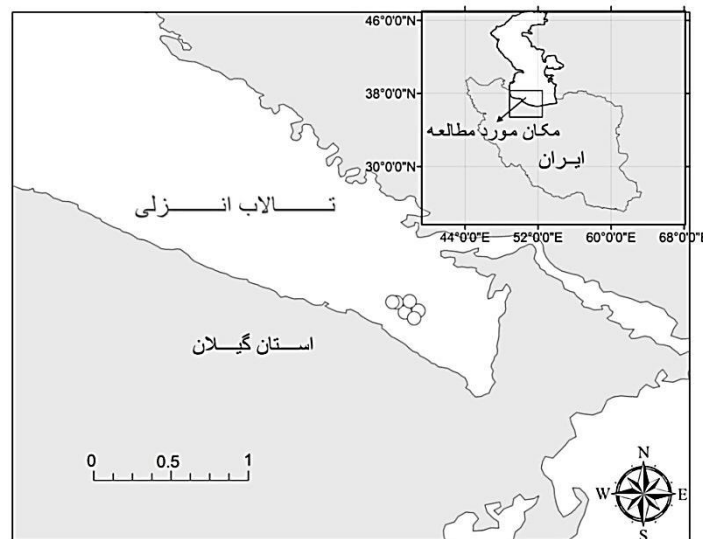 46°0'0"N
38°0'0"N
30°0'0"N
مکان مورد مطالعه
ایران
44°0'0"E 52°0'0"E 60°0'0"E 68°0'0"E
تالاب انزلی
استان گیلان
0 0.5 1
N
W E
S